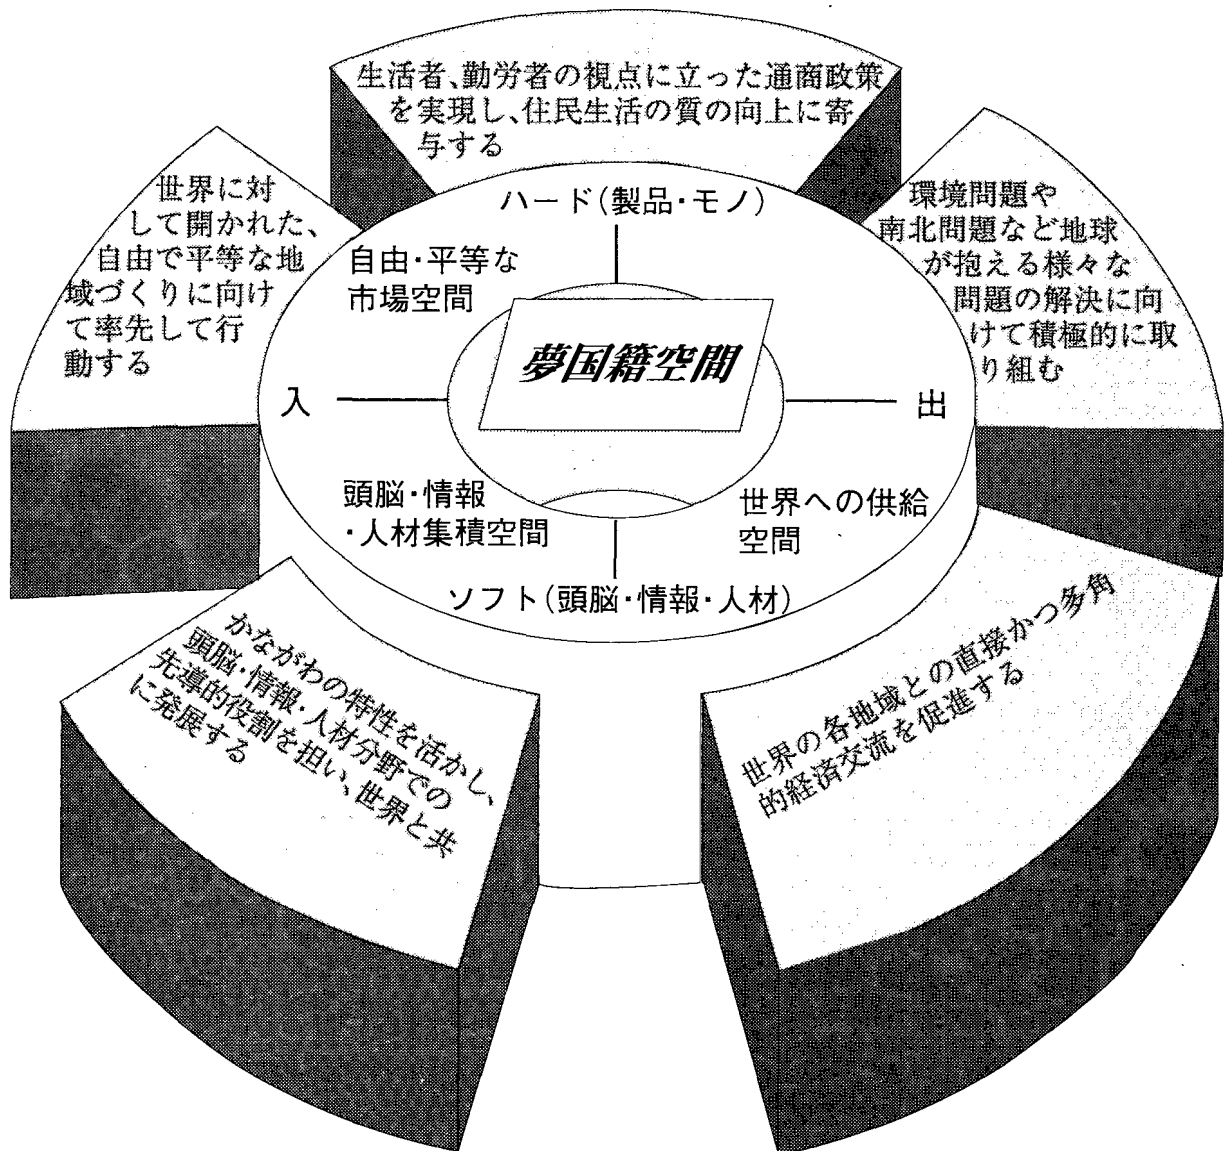 生活者、勤労者の視点に立った通商政策
を実現し、住民生活の質の向上に寄
与する
世界に対
して開かれた、
自由で平等な地
域づくりに向け
て率先して行
動する
環境問題や
南北問題など地球
が抱える様々な
問題の解決に向
けて積極的に取
り組む
ハード(製品・モノ)
自由・平等な
市場空間
夢国籍空間
入
出
頭脳・情報
・人材集積空間
世界への供給
空間
ソフト(頭脳・情報・人材)
かながわの特性を活かし、
頭脳・情報・人材分野での
先導的役割を担い、世界と共
に発展する
世界の各地域との直接かつ多角
的経済交流を促進する